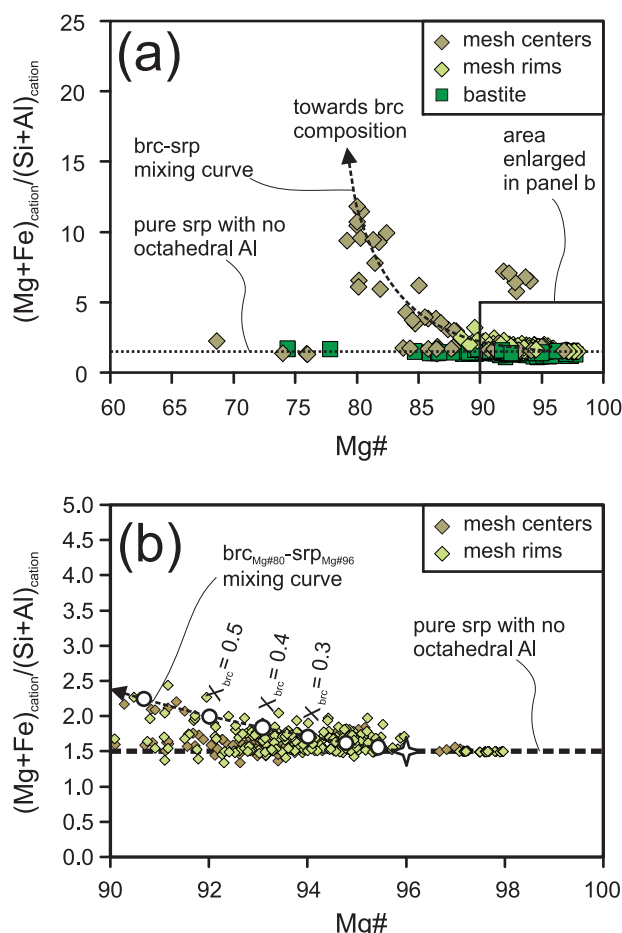 25
20
15
10
5
0
(Mg+Fe)cation/(Si+Al)cation
(a)
mesh centers
mesh rims
bastite
towards brc
composition
brc-srp
mixing curve
pure srp with no
octahedral Al
area
enlarged
in panel b
60 65 70 75 80 85 90 95 100
Mg#
5.0
4.5
4.0
3.5
3.0
2.5
2.0
1.5
1.0
0.5
0.0
(Mg+Fe)cation/(Si+Al)cation
(b)
mesh centers
mesh rims
brcMg#80-srpMg#96
mixing curve
Xbrc = 0.5
Xbrc = 0.4
Xbrc = 0.3
pure srp with no
octahedral Al
90 92 94 96 98 100
Mg#